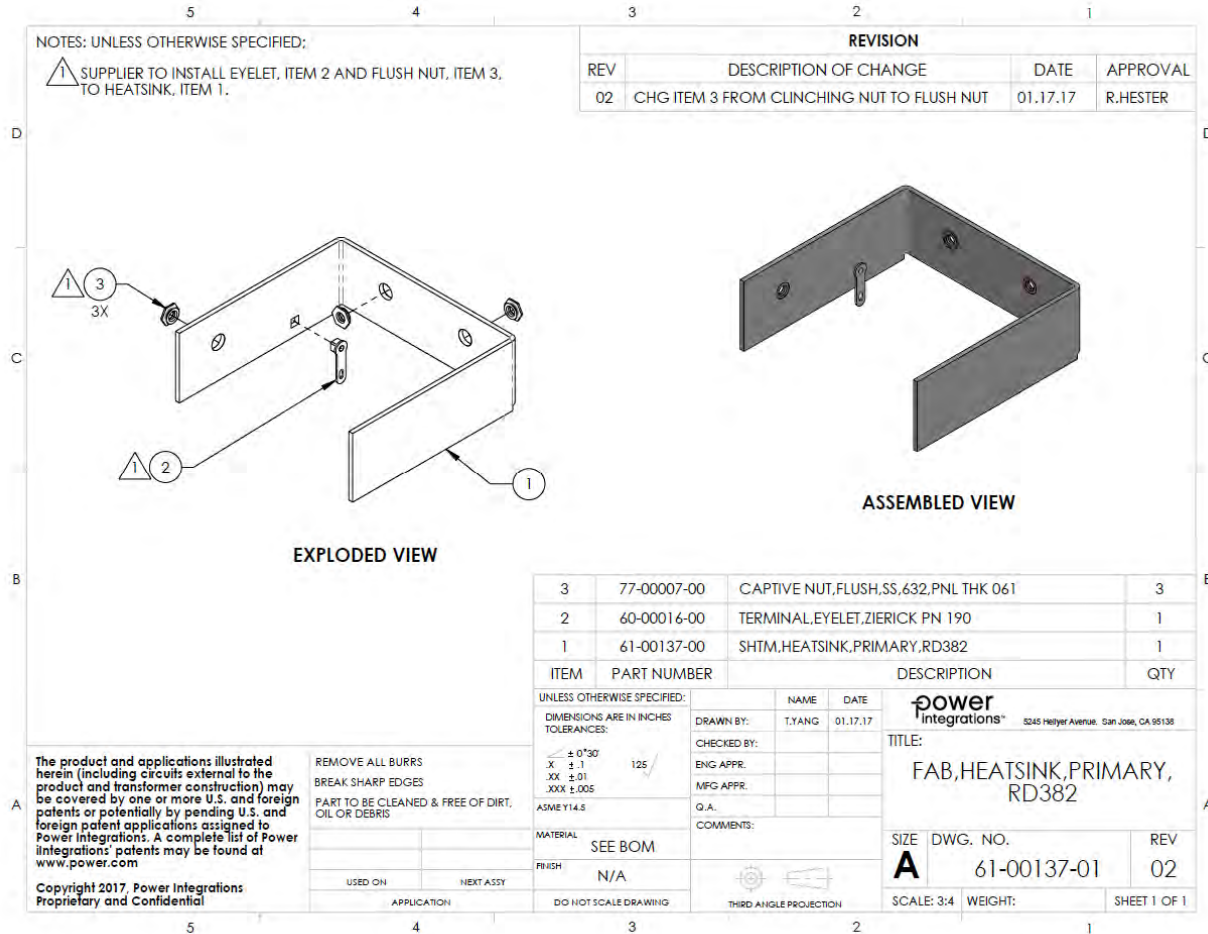 5 4 3 2 1
NOTES: UNLESS OTHERWISE SPECIFIED;
1 SUPPLIER TO INSTALL EYELET, ITEM 2 AND FLUSH NUT, ITEM 3,
TO HEATSINK, ITEM 1.
REVISION
REV DESCRIPTION OF CHANGE DATE APPROVAL
02 CHG ITEM 3 FROM CLINCHING NUT TO FLUSH NUT 01.17.17 R.HESTER
D D
1 3
3X
C C
1 2
1
EXPLODED VIEW
ASSEMBLED VIEW
B B
3 77-00007-00 CAPTIVE NUT,FLUSH,SS,632,PNL THK 061 3
2 60-00016-00 TERMINAL,EYELET,ZIERICK PN 190 1
1 61-00137-00 SHTM,HEATSINK,PRIMARY,RD382 1
ITEM PART NUMBER DESCRIPTION QTY
UNLESS OTHERWISE SPECIFIED:
DIMENSIONS ARE IN INCHES
TOLERANCES:
± 0°30'
.X ± .1
.XX ±.01
.XXX ±.005
125
ASME Y14.5
MATERIAL
SEE BOM
FINISH
N/A
DO NOT SCALE DRAWING
NAME DATE
DRAWN BY: T.YANG 01.17.17
CHECKED BY:
ENG APPR.
MFG APPR.
Q.A.
COMMENTS:
THIRD ANGLE PROJECTION
power
integrations™
5245 Hellyer Avenue. San Jose, CA 95138
TITLE:
FAB,HEATSINK,PRIMARY,
RD382
SIZE DWG. NO. REV
A 61-00137-01 02
SCALE: 3:4 WEIGHT: SHEET 1 OF 1
The product and applications illustrated
herein (including circuits external to the
product and transformer construction) may
be covered by one or more U.S. and foreign
patents or potentially by pending U.S. and
foreign patent applications assigned to
Power Integrations. A complete list of Power
iIntegrations' patents may be found at
www.power.com
Copyright 2017, Power Integrations
Proprietary and Confidential
REMOVE ALL BURRS
BREAK SHARP EDGES
PART TO BE CLEANED & FREE OF DIRT,
OIL OR DEBRIS
USED ON NEXT ASSY
APPLICATION
A A
5 4 3 2 1